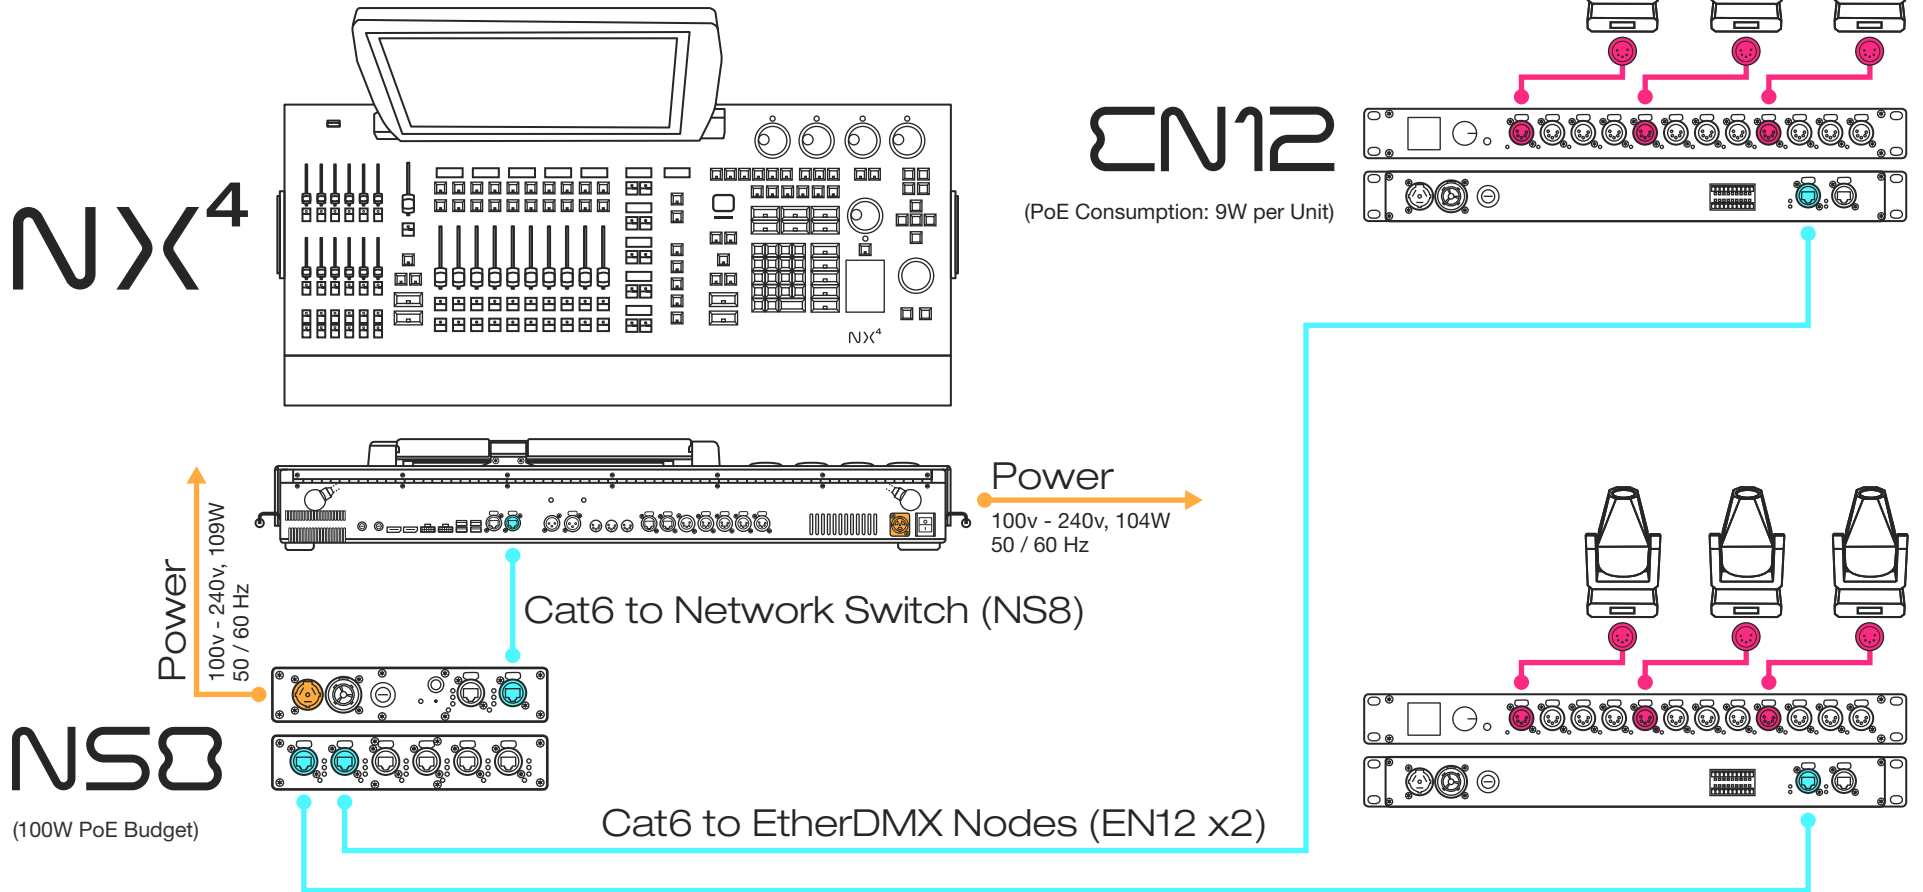 NX4
EN12
(PoE Consumption: 9W per Unit)
NX4
Power
100v - 240v, 104W
50 / 60 Hz
Power
100v - 240v, 109W
50 / 60 Hz
Cat6 to Network Switch (NS8)
NS8
(100W PoE Budget)
Cat6 to EtherDMX Nodes (EN12 x2)